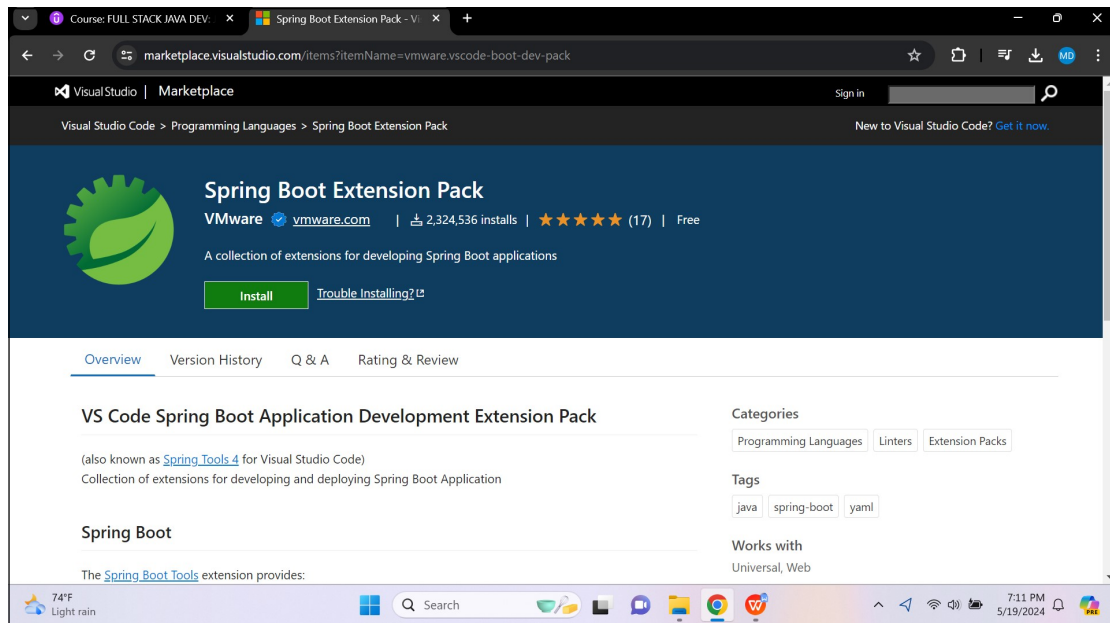 Course: FULL STACK JAVA DEV:
Spring Boot Extension Pack - Vi
marketplace.visualstudio.com/items?itemName=vmware.vscode-boot-dev-pack
MD
Visual Studio | Marketplace
Sign in
Visual Studio Code > Programming Languages > Spring Boot Extension Pack
New to Visual Studio Code? Get it now.
Spring Boot Extension Pack
VMware vmware.com | 2,324,536 installs | (17) | Free
A collection of extensions for developing Spring Boot applications
Install Trouble Installing?
Overview Version History Q & A Rating & Review
VS Code Spring Boot Application Development Extension Pack
(also known as Spring Tools 4 for Visual Studio Code)
Collection of extensions for developing and deploying Spring Boot Application
Spring Boot
The Spring Boot Tools extension provides:
Categories
Programming Languages Linters Extension Packs
Tags
java spring-boot yaml
Works with
Universal, Web
74°F
Light rain
Search
7:11 PM
5/19/2024
PRE